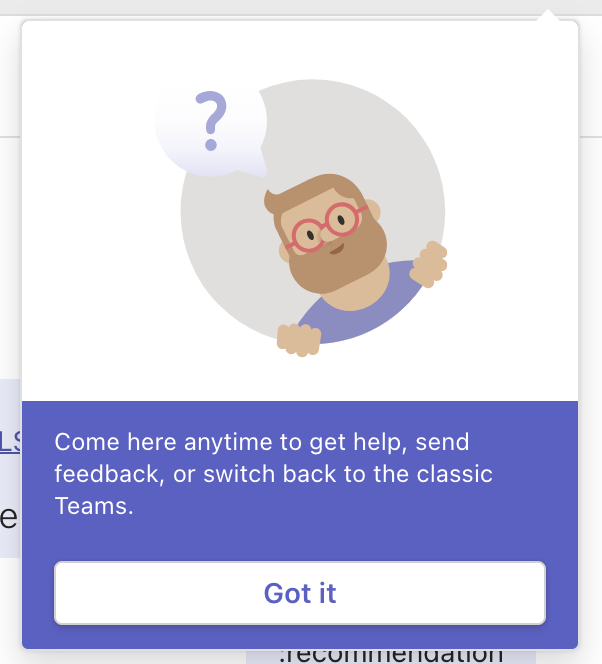 ?
LS
Come here anytime to get help, send
feedback, or switch back to the classic
Teams.
e
Got it
:recommendation